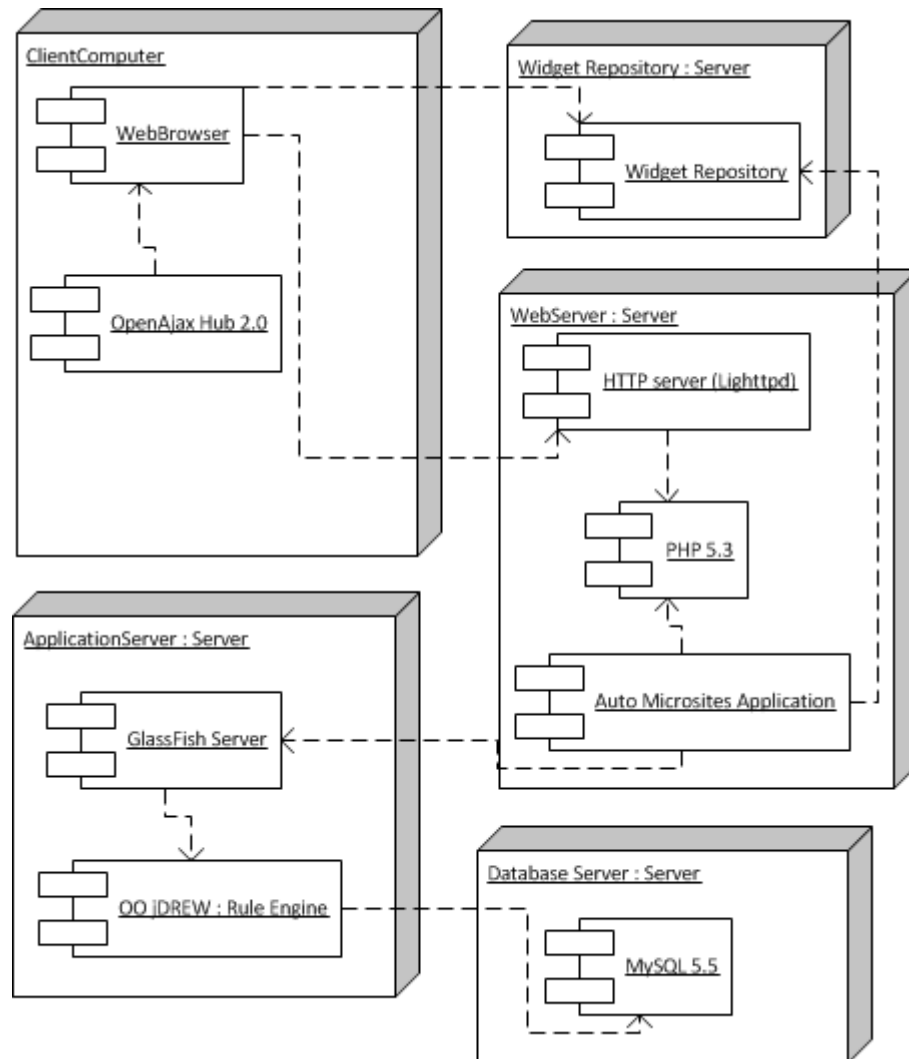 ClientComputer
WebBrowser
OpenAjax Hub 2.0
Widget Repository : Server
Widget Repository
WebServer : Server
HTTP server (Lighttpd)
PHP 5.3
Auto Microsites Application
ApplicationServer : Server
GlassFish Server
OO jDREW : Rule Engine
Database Server : Server
MySQL 5.5